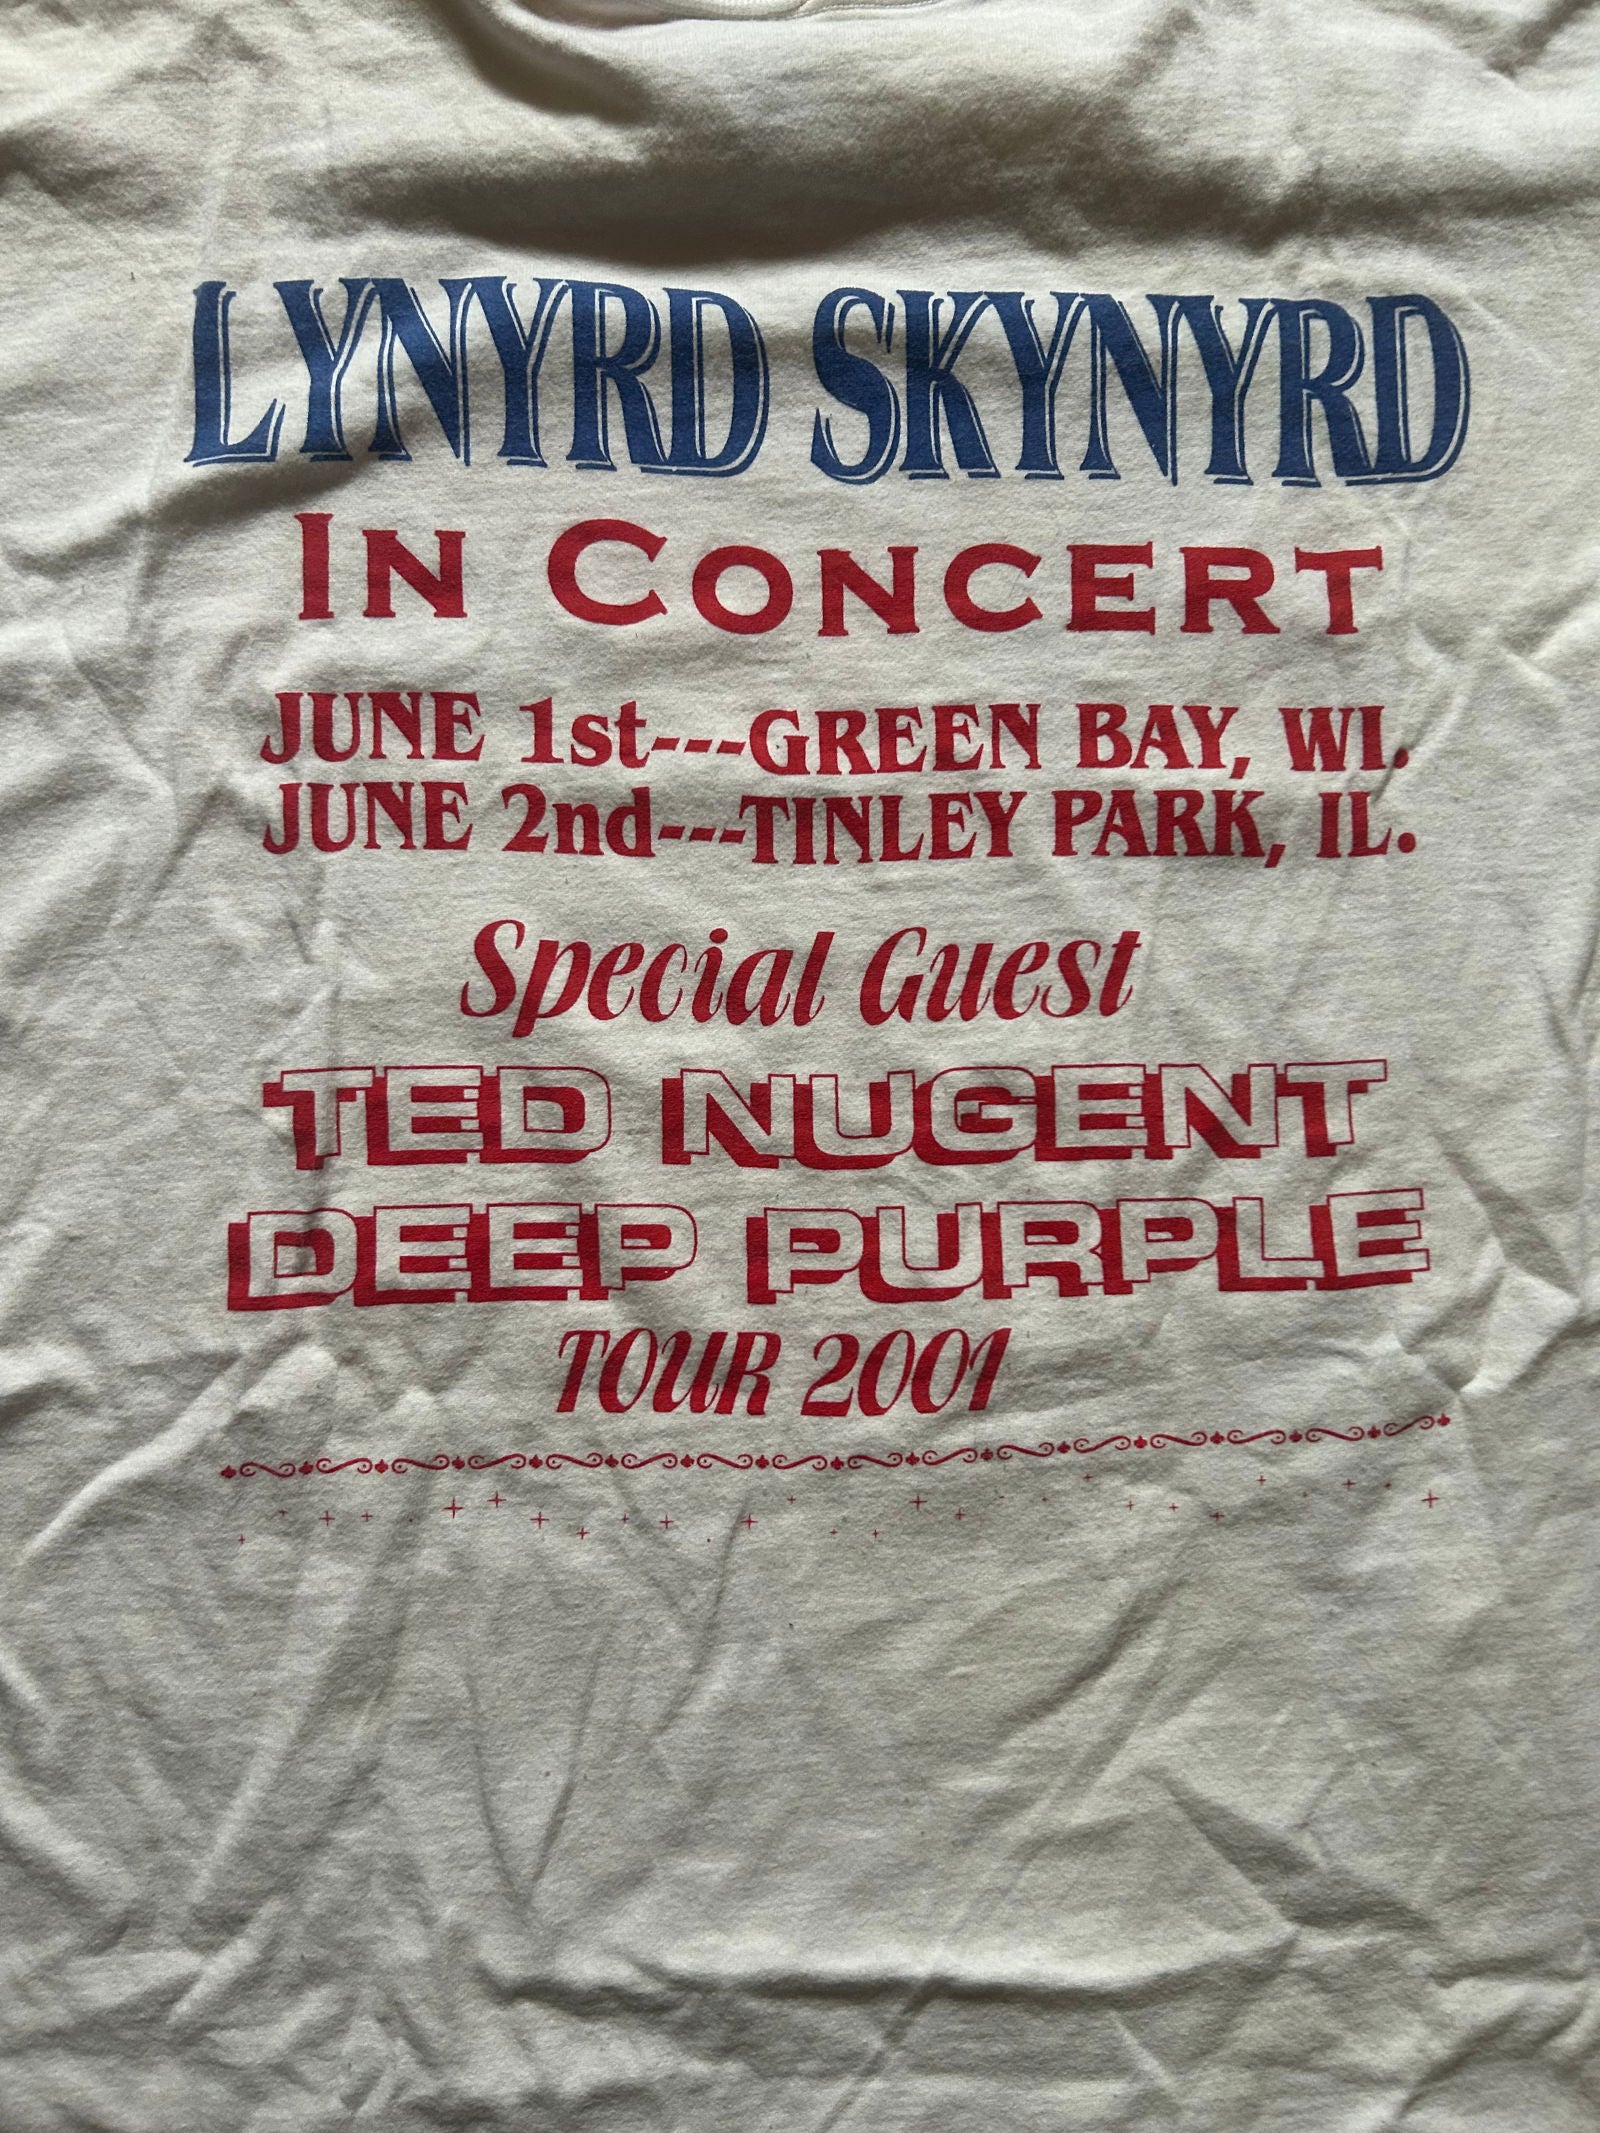 LYNYRD SKYNYRD
IN CONCERT
JUNE 1st---GREEN BAY, WI.
JUNE 2nd---TINLEY PARK, IL.
Special Guest
TED NUGENT
DEEP PURPLE
TOUR 2001